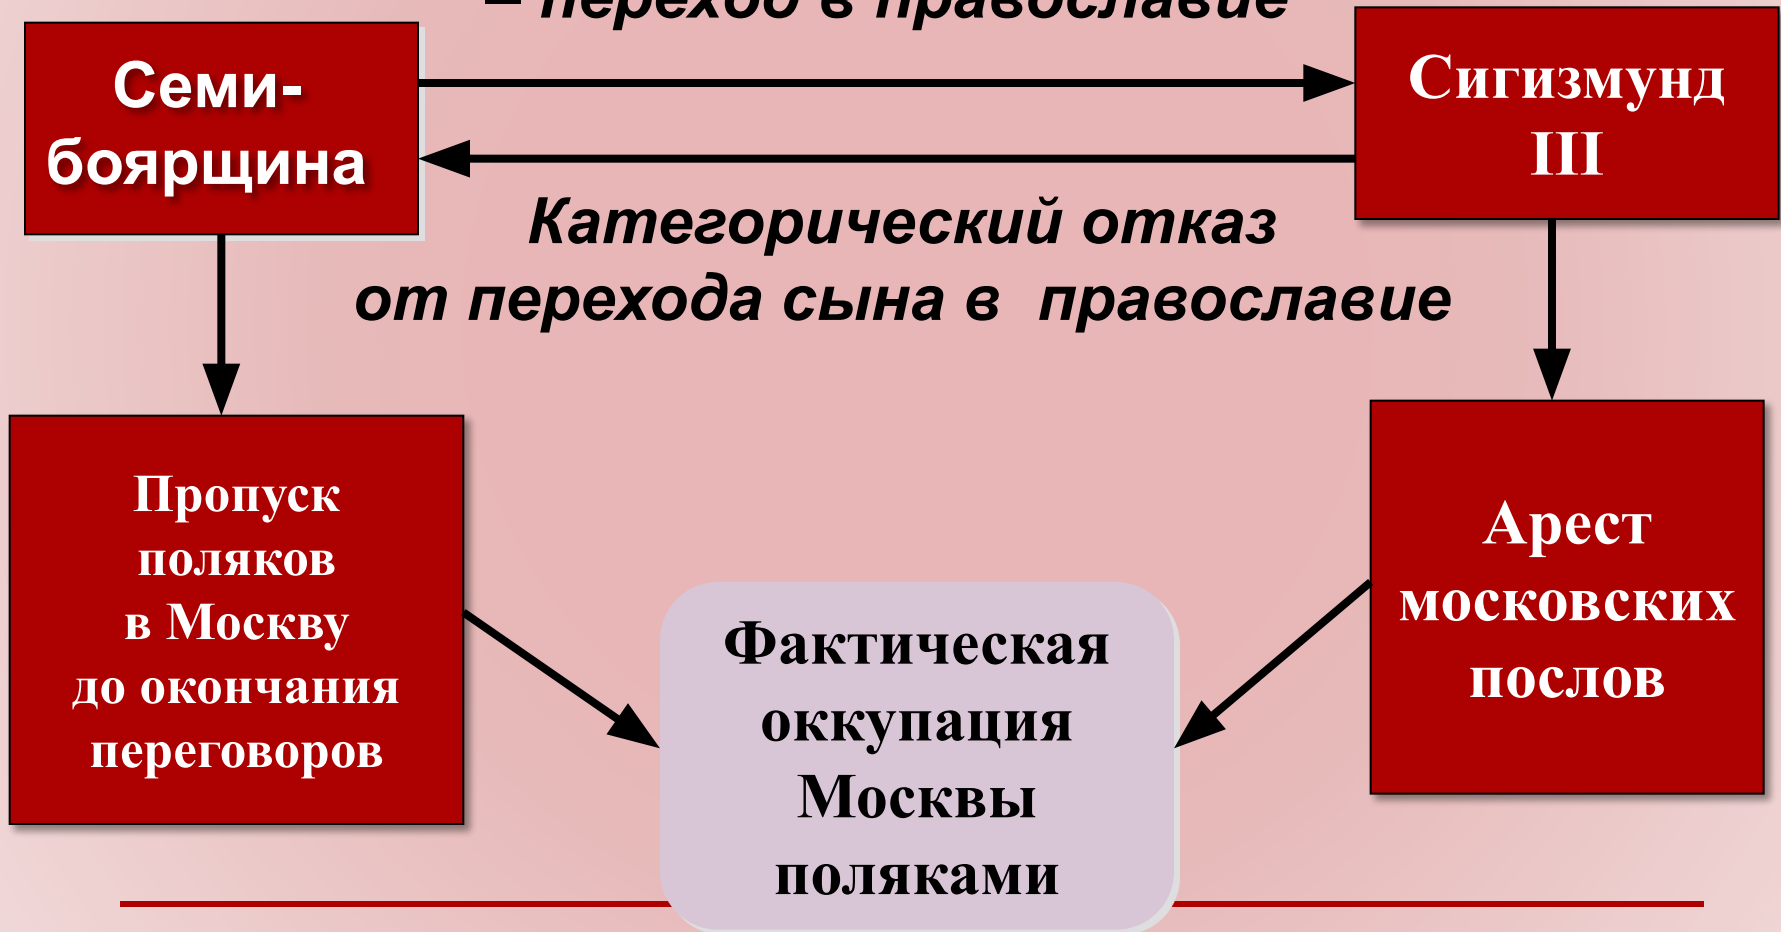 – переход в православие
Семи-
боярщина
Сигизмунд
III
Категорический отказ
от перехода сына в православие
Пропуск
поляков
в Москву
до окончания
переговоров
Арест
московских
послов
Фактическая
оккупация
Москвы
поляками